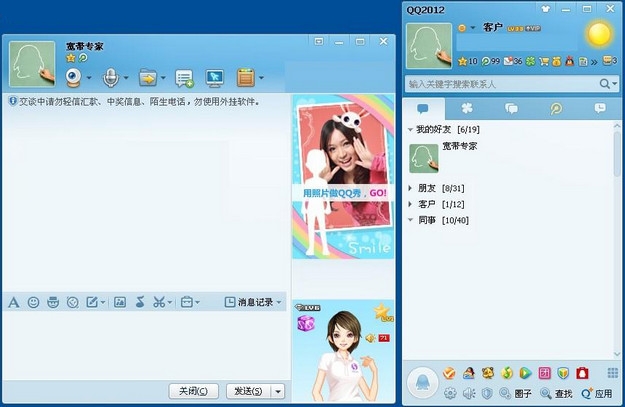 宽带专家
交谈中请勿轻信汇款、中奖信息、陌生电话，勿使用外挂软件。
用照片做QQ秀，GO!
Smile
LV6
71
消息记录
关闭(C)
发送(S)
QQ2012
客户
10
99
36
3
输入关键字搜索联系人
我的好友 [6/19]
宽带专家
朋友 [8/31]
客户 [1/12]
同事 [10/40]
圈子
查找
应用